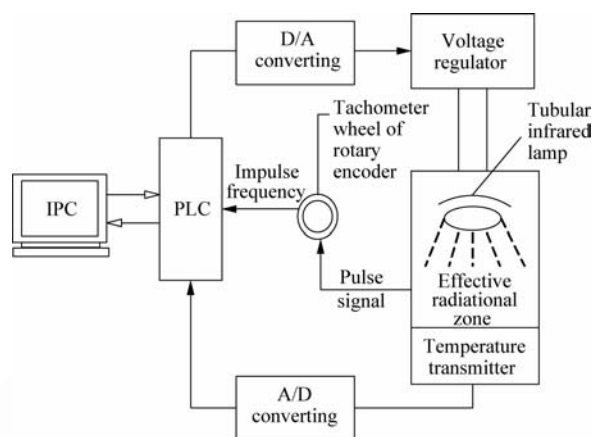 D/A
converting
Voltage
regulator
Tachometer
wheel of
rotary
encoder
Tubular
infrared
lamp
Impulse
frequency
IPC
PLC
Pulse
signal
Effective
radiational
zone
Temperature
transmitter
A/D
converting